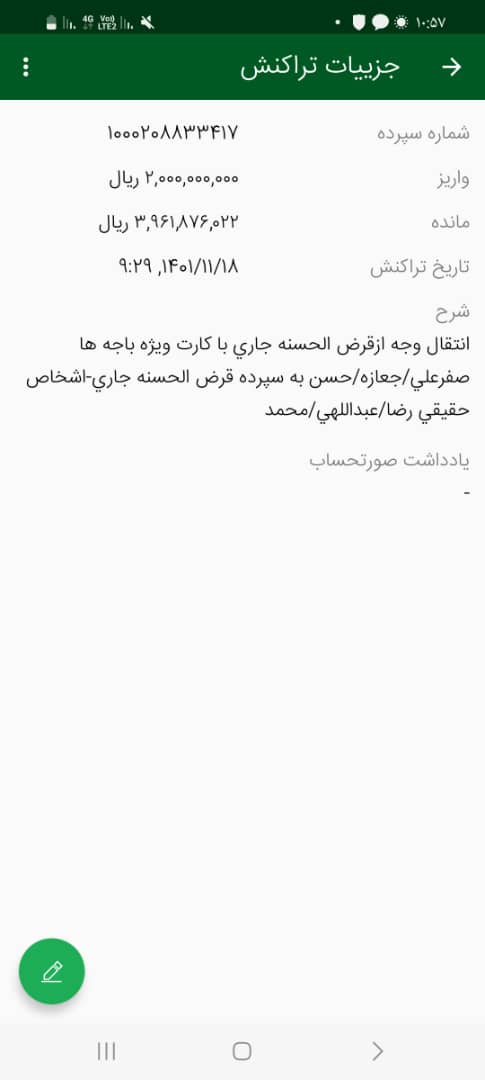 ۱۰:۵۷
4G Vo) LTE2
جزییات تراکنش
شماره سپرده ۱۰۰۰۲۰۸۸۳۳۴۱۷
واریز ۲,۰۰۰,۰۰۰,۰۰۰ ریال
مانده ۳,۹۶۱,۸۷۶,۰۲۲ ریال
تاریخ تراکنش ۱۴۰۱/۱۱/۱۸, ۹:۲۹
شرح
انتقال وجه ازقرض الحسنه جاري با کارت ویژه باجه ها
صفرعلي/جعازه/حسن به سپرده قرض الحسنه جاري-اشخاص
حقيقي رضا/عبداللهي/محمد
یادداشت صورتحساب
-